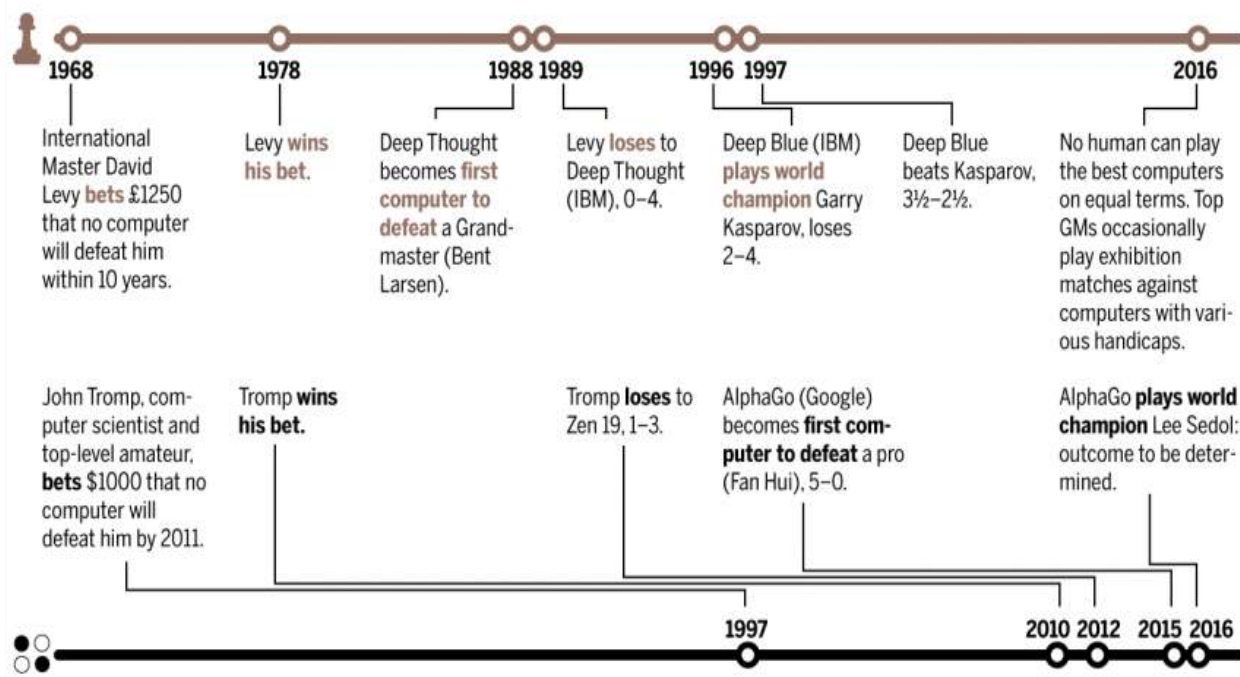 1968
1978
1988
1989
1996
1997
2016
International
Master David
Levy bets £1250
that no computer
will defeat him
within 10 years.
Levy wins
his bet.
Deep Thought
becomes first
computer to
defeat a Grand-
master (Bent
Larsen).
Levy loses to
Deep Thought
(IBM), 0–4.
Deep Blue (IBM)
plays world
champion Garry
Kasparov, loses
2–4.
Deep Blue
beats Kasparov,
3½–2½.
No human can play
the best computers
on equal terms. Top
GMs occasionally
play exhibition
matches against
computers with vari-
ous handicaps.
John Tromp, com-
puter scientist and
top-level amateur,
bets $1000 that no
computer will
defeat him by 2011.
Tromp wins
his bet.
Tromp loses to
Zen 19, 1–3.
AlphaGo (Google)
becomes first com-
puter to defeat a pro
(Fan Hui), 5–0.
AlphaGo plays world
champion Lee Sedol:
outcome to be deter-
mined.
1997
2010
2012
2015
2016